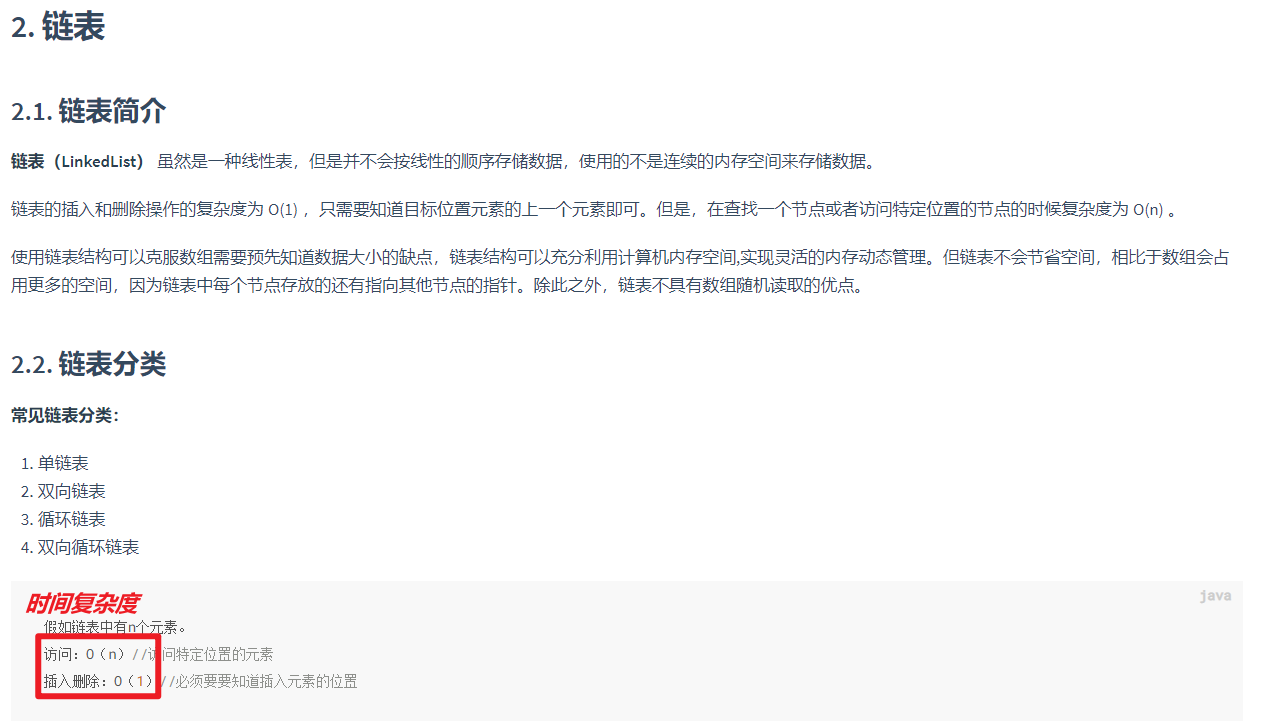 2. 链表
2.1. 链表简介
链表（LinkedList） 虽然是一种线性表，但是并不会按线性的顺序存储数据，使用的不是连续的内存空间来存储数据。
链表的插入和删除操作的复杂度为 O(1) ，只需要知道目标位置元素的上一个元素即可。但是，在查找一个节点或者访问特定位置的节点的时候复杂度为 O(n) 。
使用链表结构可以克服数组需要预先知道数据大小的缺点，链表结构可以充分利用计算机内存空间,实现灵活的内存动态管理。但链表不会节省空间，相比于数组会占
用更多的空间，因为链表中每个节点存放的还有指向其他节点的指针。除此之外，链表不具有数组随机读取的优点。
2.2. 链表分类
常见链表分类：
1. 单链表
2. 双向链表
3. 循环链表
4. 双向循环链表
java
时间复杂度
假如链表中有n个元素。
访问：O（n）//访问特定位置的元素
插入删除：O（1）//必须要要知道插入元素的位置